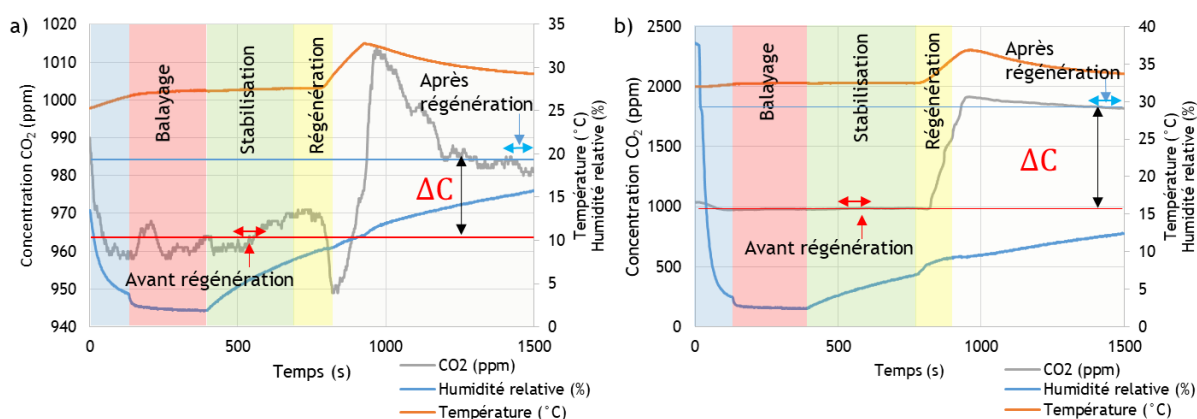 a)
Concentration CO₂ (ppm)
1020
1010
1000
990
980
970
960
950
940
Balayage
Stabilisation
Régénération
Après
régénération
ΔC
Avant régénération
35
30
25
20
15
10
5
0
Température (°C)
Humidité relative (%)
0
500
1000
1500
Temps (s)
CO2 (ppm)
Humidité relative (%)
Température (°C)
b)
Concentration CO₂ (ppm)
2500
2000
1500
1000
500
0
Balayage
Stabilisation
Régénération
Après
régénération
ΔC
Avant régénération
40
35
30
25
20
15
10
5
0
Température (°C)
Humidité relative (%)
0
500
1000
1500
Temps (s)
CO2 (ppm)
Humidité relative (%)
Température (°C)